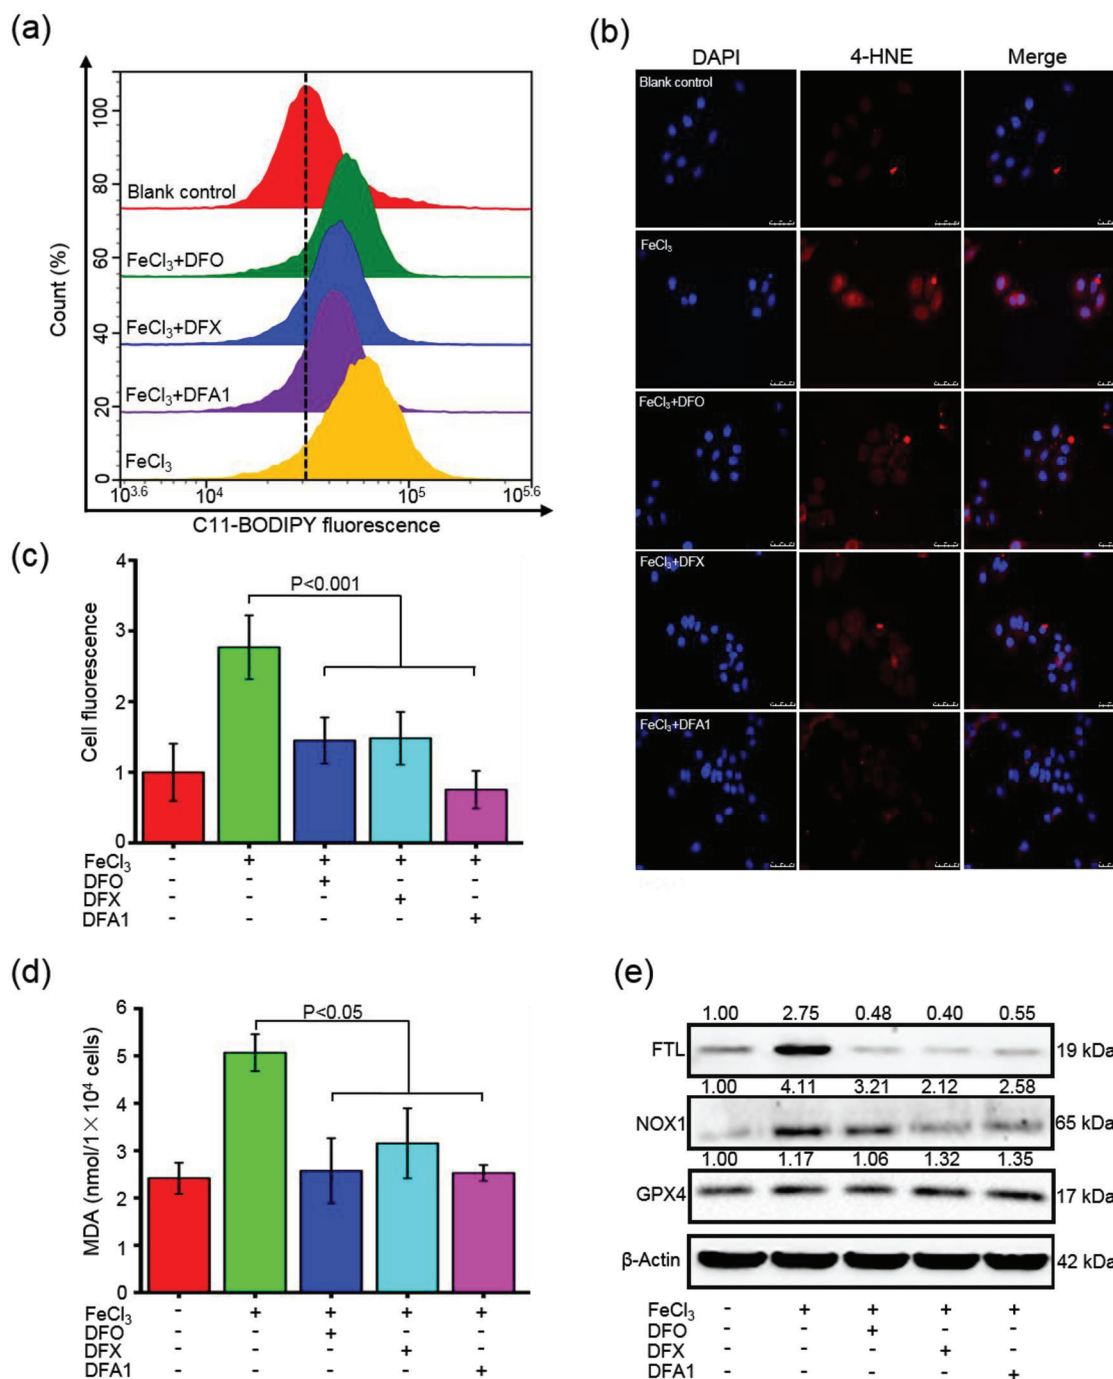 (a)
100
80
60
40
20
0
Count (%)
Blank control
FeCl₃+DFO
FeCl₃+DFX
FeCl₃+DFA1
FeCl₃
10^3.6 10^4 10^5 10^5.6
C11-BODIPY fluorescence
(b)
DAPI 4-HNE Merge
Blank control
FeCl₃
FeCl₃+DFO
FeCl₃+DFX
FeCl₃+DFA1
(c)
Cell fluorescence
4
3
2
1
0
P<0.001
FeCl₃ - + + + +
DFO - - + - -
DFX - - - + -
DFA1 - - - - +
(d)
MDA (nmol/1×10⁴ cells)
6
5
4
3
2
1
0
P<0.05
FeCl₃ - + + + +
DFO - - + - -
DFX - - - + -
DFA1 - - - - +
(e)
1.00 2.75 0.48 0.40 0.55
FTL 19 kDa
1.00 4.11 3.21 2.12 2.58
NOX1 65 kDa
1.00 1.17 1.06 1.32 1.35
GPX4 17 kDa
β-Actin 42 kDa
FeCl₃ - + + + +
DFO - - + - -
DFX - - - + -
DFA1 - - - - +